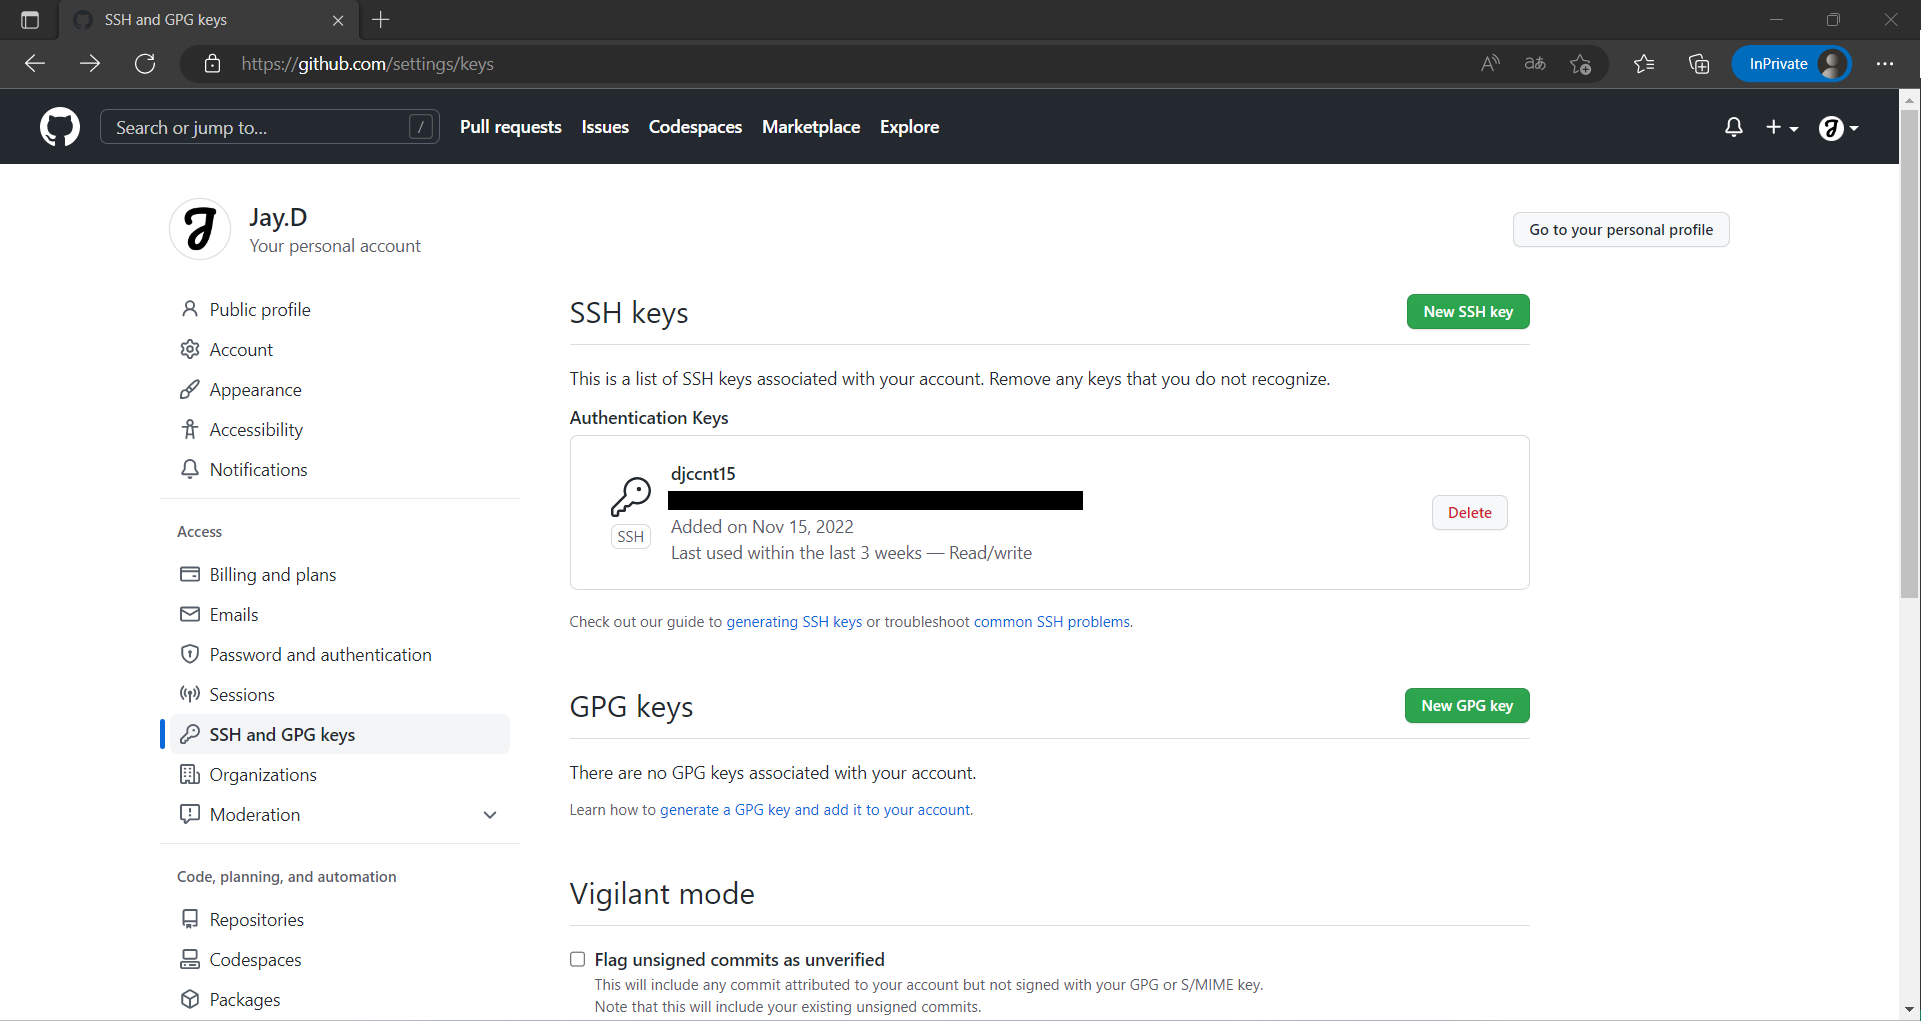 SSH and GPG keys
https://github.com/settings/keys
InPrivate
Search or jump to...
/
Pull requests
Issues
Codespaces
Marketplace
Explore
Jay.D
Your personal account
Go to your personal profile
Public profile
Account
Appearance
Accessibility
Notifications
Access
Billing and plans
Emails
Password and authentication
Sessions
SSH and GPG keys
Organizations
Moderation
Code, planning, and automation
Repositories
Codespaces
Packages
SSH keys
New SSH key
This is a list of SSH keys associated with your account. Remove any keys that you do not recognize.
Authentication Keys
djccnt15
SSH
Added on Nov 15, 2022
Last used within the last 3 weeks — Read/write
Delete
Check out our guide to generating SSH keys or troubleshoot common SSH problems.
GPG keys
New GPG key
There are no GPG keys associated with your account.
Learn how to generate a GPG key and add it to your account.
Vigilant mode
Flag unsigned commits as unverified
This will include any commit attributed to your account but not signed with your GPG or S/MIME key.
Note that this will include your existing unsigned commits.